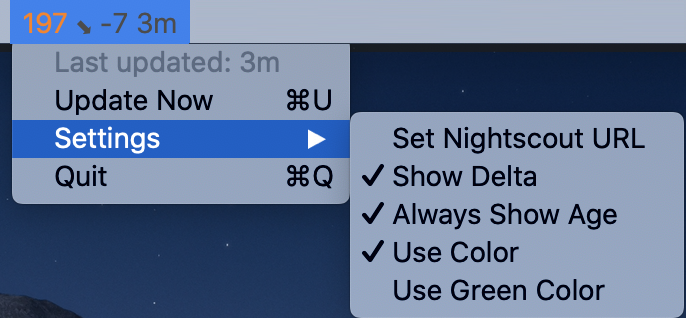 197 ⬊ -7 3m
Last updated: 3m
Update Now ⌘U
Settings ▶
Quit ⌘Q
Set Nightscout URL
✓ Show Delta
✓ Always Show Age
✓ Use Color
Use Green Color